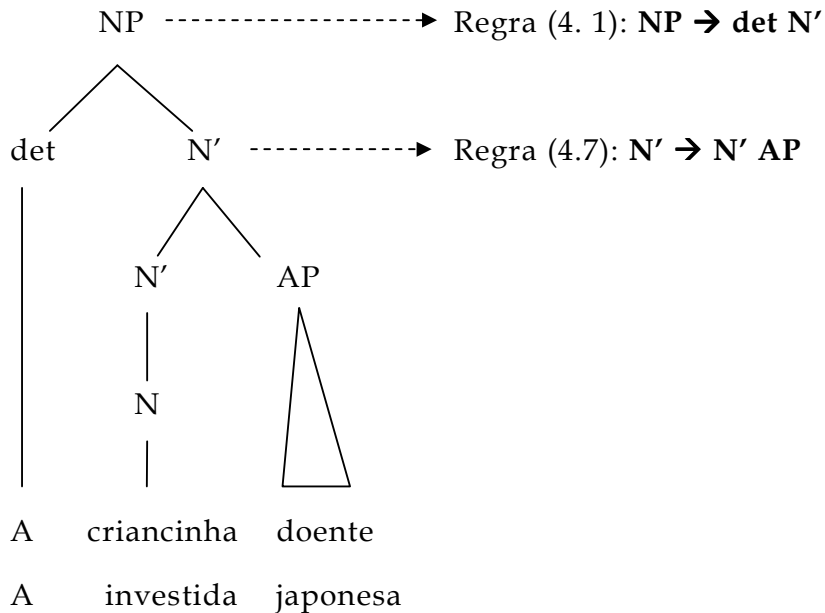 NP Regra (4. 1): NP → det N’
det N’ Regra (4.7): N’ → N’ AP
N’ AP
N
A criancinha doente
A investida japonesa